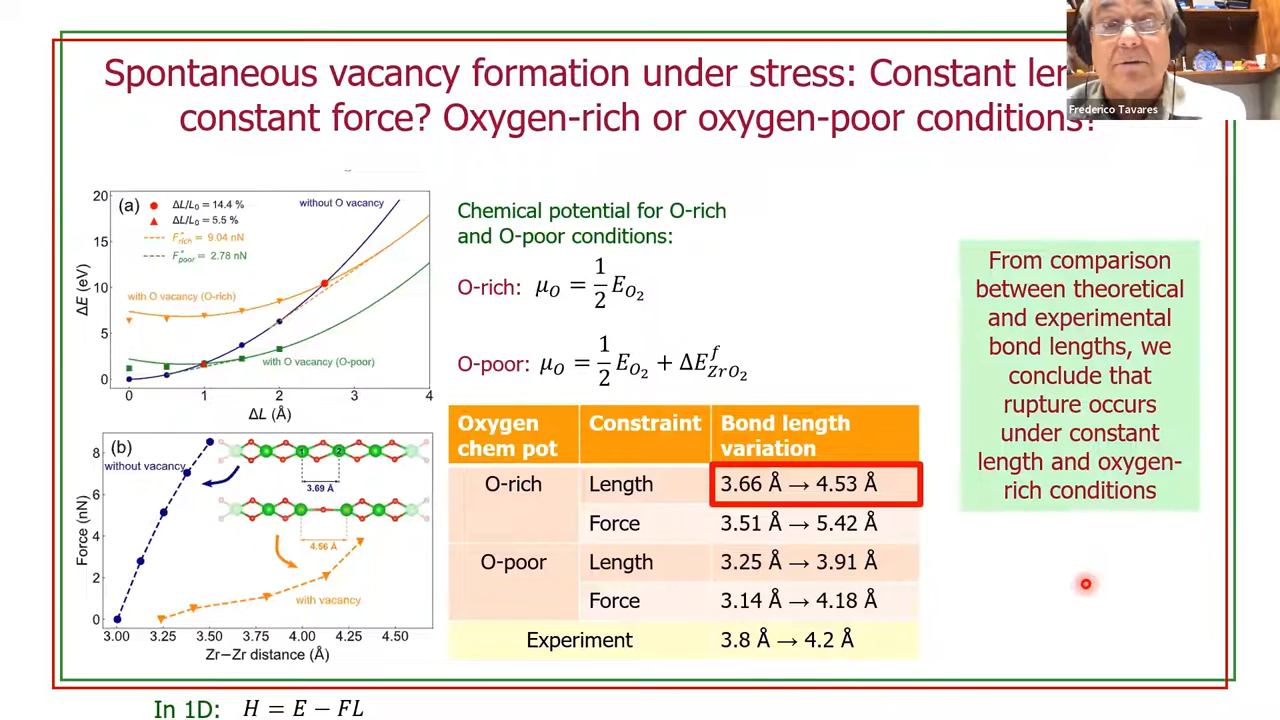 Spontaneous vacancy formation under stress: Constant
constant force? Oxygen-rich or oxygen-poor conditions?
Frederico Tavares
(a)
ΔL/L₀ = 14.4 %
ΔL/L₀ = 5.5 %
F*rich = 9.04 nN
F*poor = 2.78 nN
without O vacancy
with O vacancy (O-rich)
with O vacancy (O-poor)
ΔE (eV)
20
15
10
5
0
0 1 2 3 4
ΔL (Å)
(b)
without vacancy
1 2
3.69 Å
4.56 Å
with vacancy
Force (nN)
8
6
4
2
0
3.00 3.25 3.50 3.75 4.00 4.25 4.50
Zr−Zr distance (Å)
Chemical potential for O-rich
and O-poor conditions:
O-rich: μ_O = 1/2 E_O₂
O-poor: μ_O = 1/2 E_O₂ + ΔE^f_ZrO₂
Oxygen chem pot Constraint Bond length variation
O-rich Length 3.66 Å → 4.53 Å
Force 3.51 Å → 5.42 Å
O-poor Length 3.25 Å → 3.91 Å
Force 3.14 Å → 4.18 Å
Experiment 3.8 Å → 4.2 Å
From comparison
between theoretical
and experimental
bond lengths, we
conclude that
rupture occurs
under constant
length and oxygen-
rich conditions
In 1D: H = E − FL